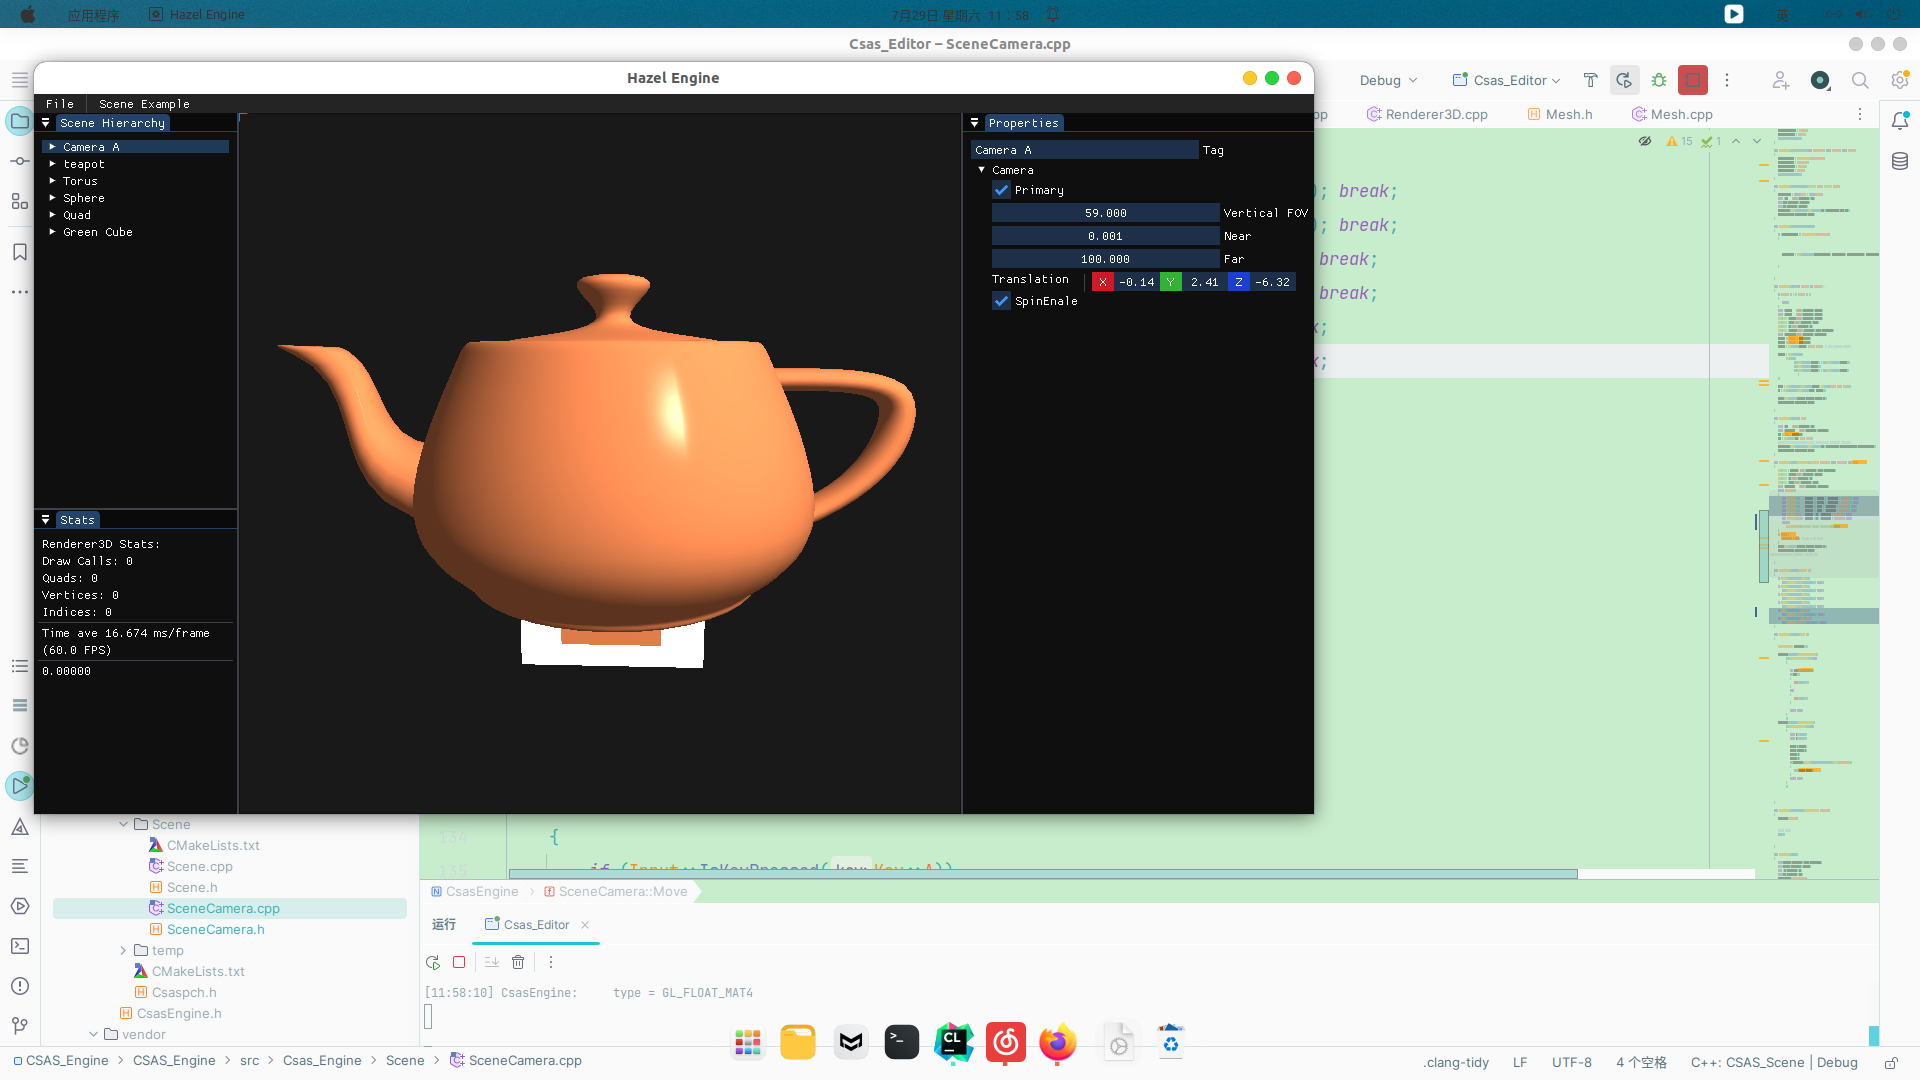 应用程序
Hazel Engine
7月29日 星期六 11：58
英
Csas_Editor – SceneCamera.cpp
Hazel Engine
File
Scene Example
Scene Hierarchy
Camera A
teapot
Torus
Sphere
Quad
Green Cube
Stats
Renderer3D Stats:
Draw Calls: 0
Quads: 0
Vertices: 0
Indices: 0
Time ave 16.674 ms/frame
(60.0 FPS)
0.00000
Properties
Camera A Tag
Camera
Primary
59.000 Vertical FOV
0.001 Near
100.000 Far
Translation X -0.14 Y 2.41 Z -6.32
SpinEnale
Debug
Csas_Editor
Renderer3D.cpp
Mesh.h
Mesh.cpp
15
1
); break;
); break;
break;
break;
134 {
135 if (Input::IsKeyPressed( key: Key::A))
CsasEngine
SceneCamera::Move
Scene
CMakeLists.txt
Scene.cpp
Scene.h
SceneCamera.cpp
SceneCamera.h
temp
CMakeLists.txt
Csaspch.h
CsasEngine.h
vendor
运行
Csas_Editor
[11:58:10] CsasEngine: type = GL_FLOAT_MAT4
CL
CSAS_Engine
CSAS_Engine
src
Csas_Engine
Scene
SceneCamera.cpp
.clang-tidy
LF
UTF-8
4 个空格
C++: CSAS_Scene | Debug